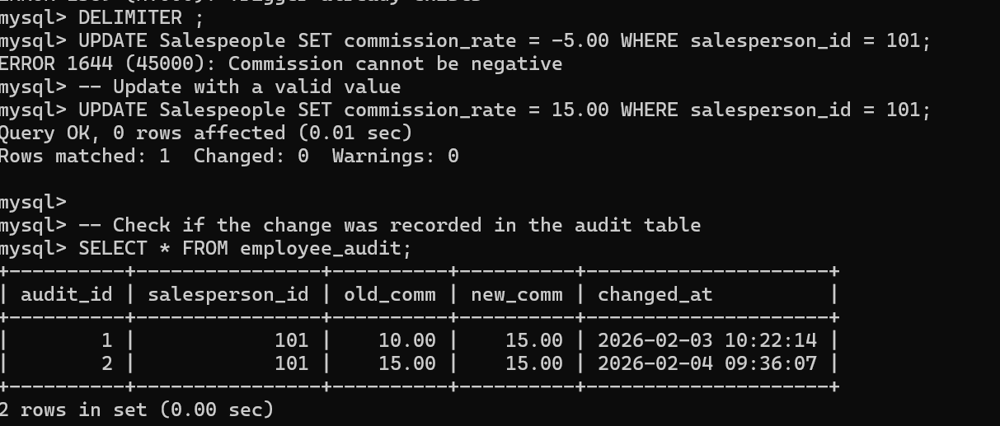 mysql> DELIMITER ;
mysql> UPDATE Salespeople SET commission_rate = -5.00 WHERE salesperson_id = 101;
ERROR 1644 (45000): Commission cannot be negative
mysql> -- Update with a valid value
mysql> UPDATE Salespeople SET commission_rate = 15.00 WHERE salesperson_id = 101;
Query OK, 0 rows affected (0.01 sec)
Rows matched: 1  Changed: 0  Warnings: 0
mysql>
mysql> -- Check if the change was recorded in the audit table
mysql> SELECT * FROM employee_audit;
+----------+----------------+----------+----------+---------------------+
| audit_id | salesperson_id | old_comm | new_comm | changed_at          |
+----------+----------------+----------+----------+---------------------+
|        1 |            101 |    10.00 |    15.00 | 2026-02-03 10:22:14 |
|        2 |            101 |    15.00 |    15.00 | 2026-02-04 09:36:07 |
+----------+----------------+----------+----------+---------------------+
2 rows in set (0.00 sec)